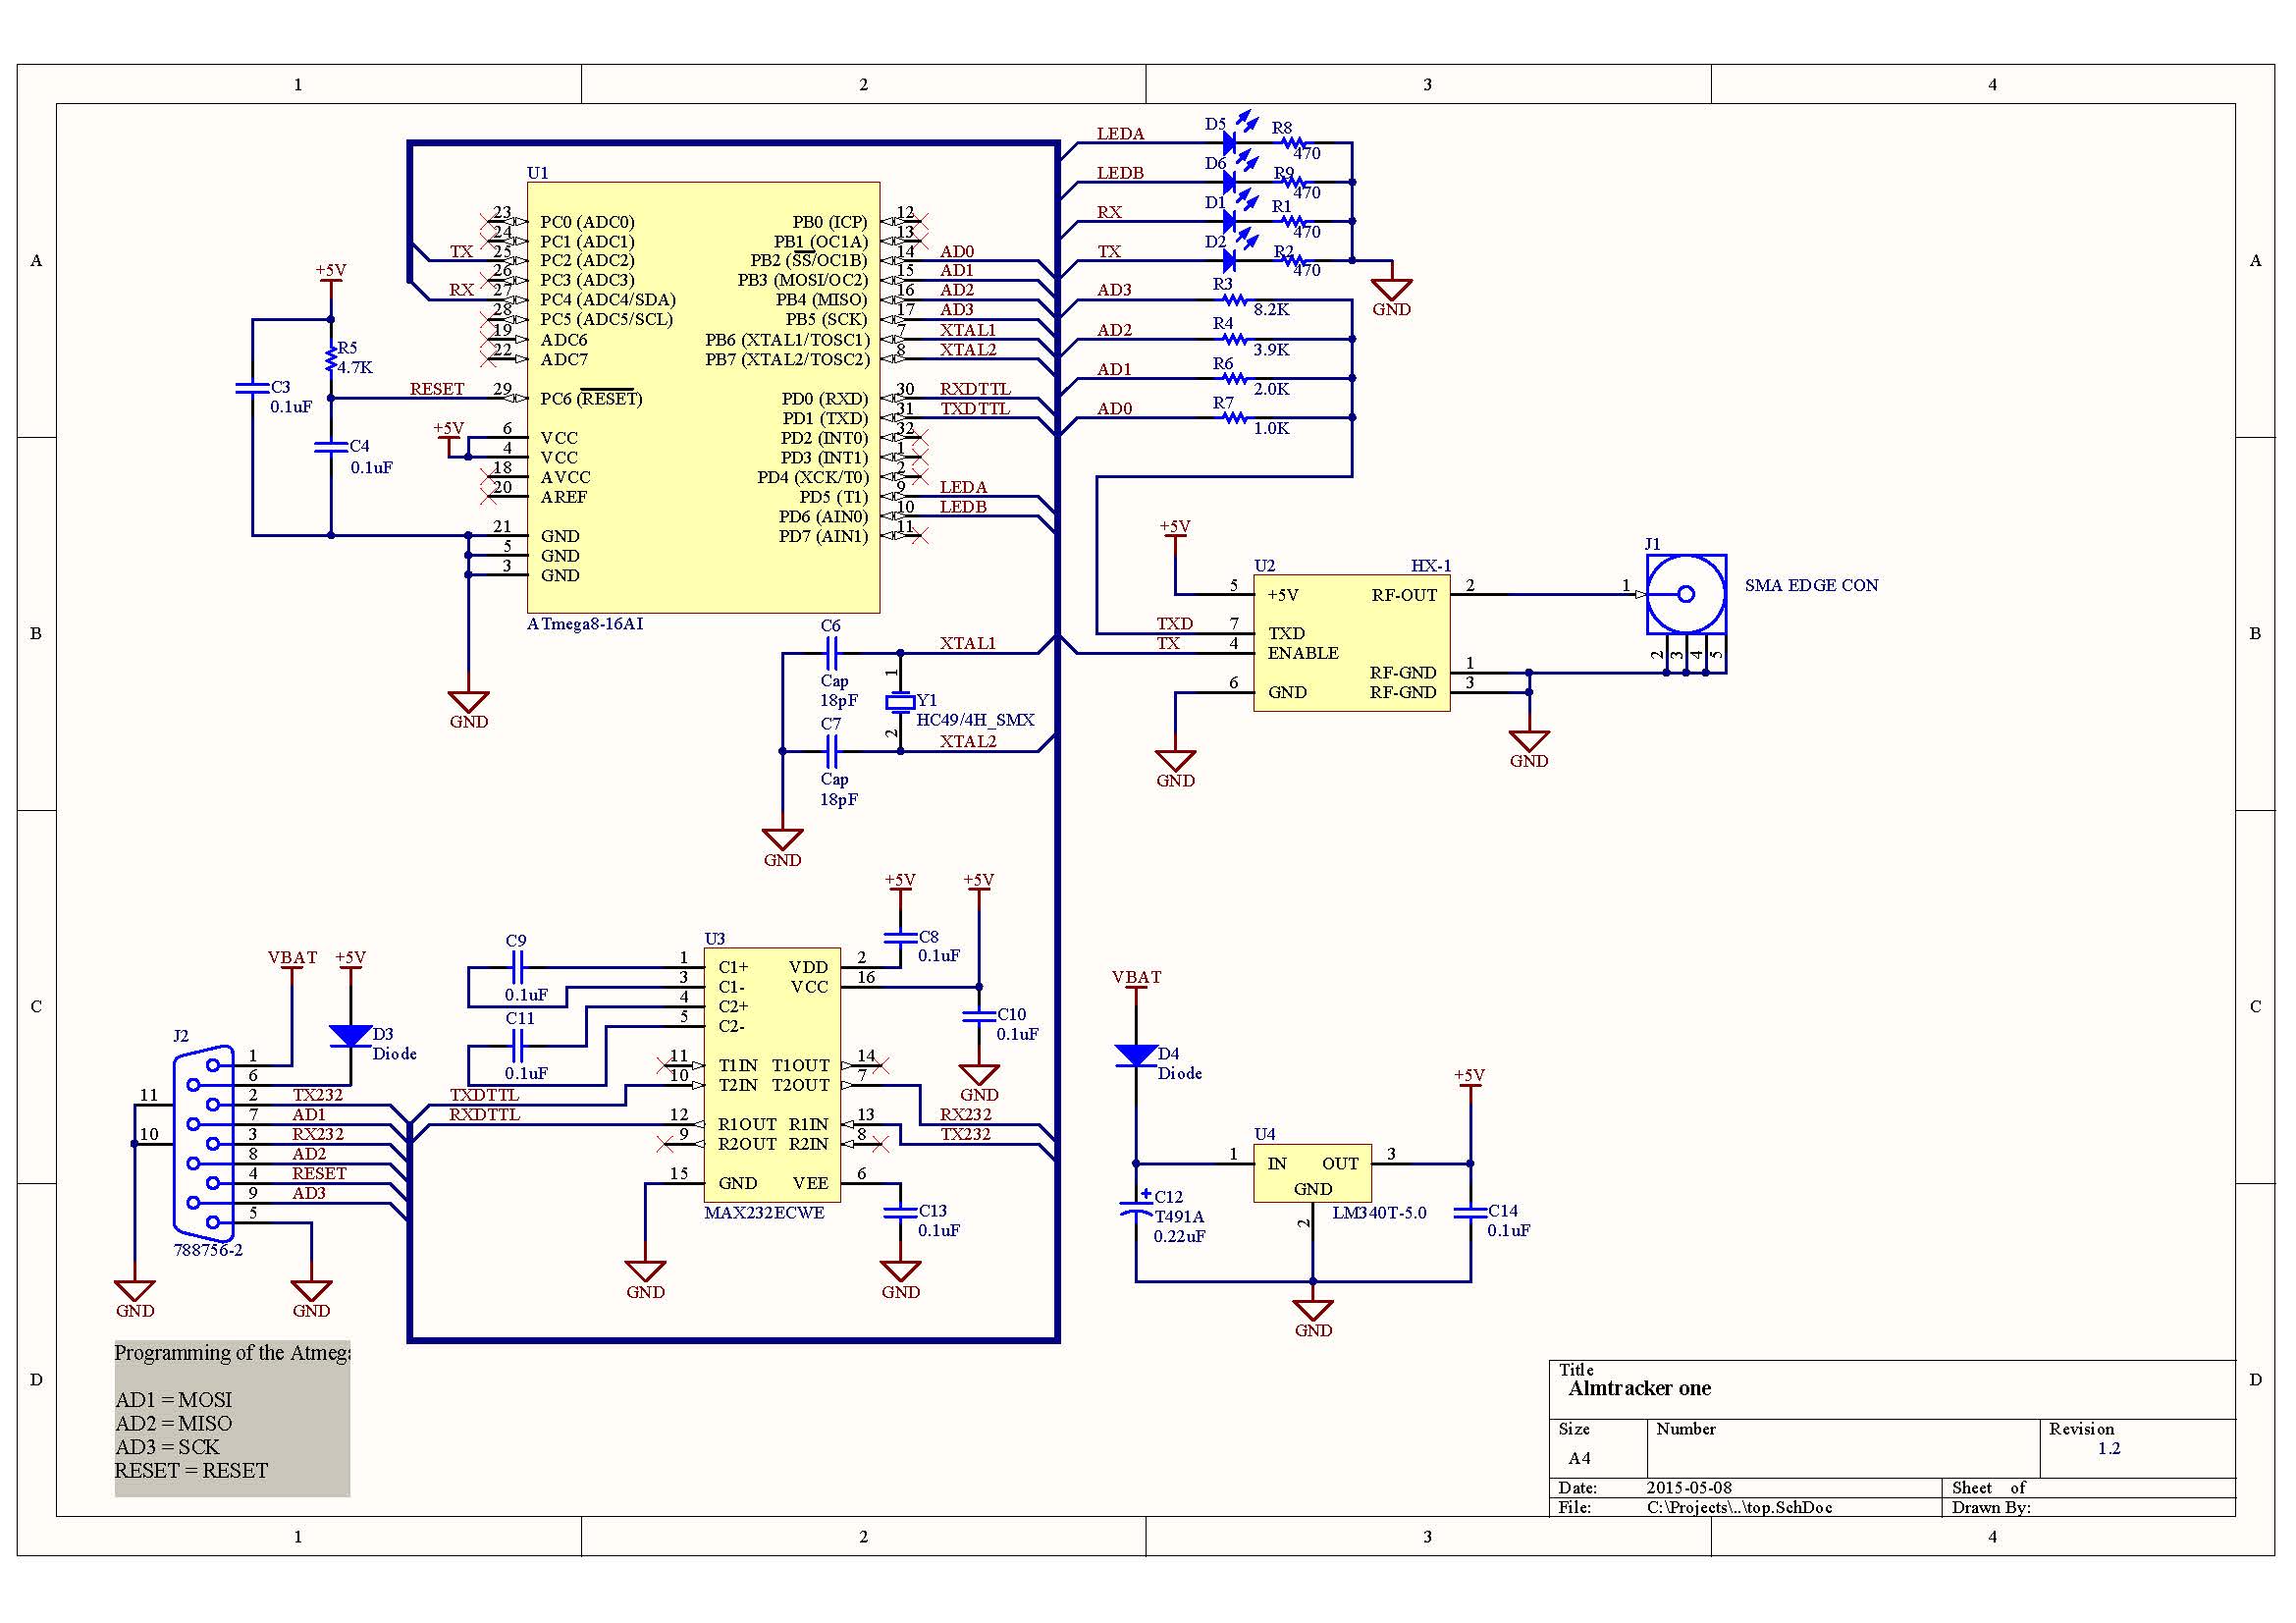 1 2 3 4
A A
B B
C C
D D
1 2 3 4
U1
23 PC0 (ADC0)
24 PC1 (ADC1)
TX 25 PC2 (ADC2)
26 PC3 (ADC3)
RX 27 PC4 (ADC4/SDA)
28 PC5 (ADC5/SCL)
19 ADC6
22 ADC7
RESET 29 PC6 (RESET)
+5V 6 VCC
4 VCC
18 AVCC
20 AREF
21 GND
5 GND
3 GND
PB0 (ICP) 12
PB1 (OC1A) 13
PB2 (SS/OC1B) 14 AD0
PB3 (MOSI/OC2) 15 AD1
PB4 (MISO) 16 AD2
PB5 (SCK) 17 AD3
PB6 (XTAL1/TOSC1) 7 XTAL1
PB7 (XTAL2/TOSC2) 8 XTAL2
PD0 (RXD) 30 RXDTTL
PD1 (TXD) 31 TXDTTL
PD2 (INT0) 32
PD3 (INT1) 1
PD4 (XCK/T0) 2
PD5 (T1) 9 LEDA
PD6 (AIN0) 10 LEDB
PD7 (AIN1) 11
ATmega8-16AI
+5V
R5
4.7K
C3
0.1uF
C4
0.1uF
GND
LEDA D5 R8
470
LEDB D6 R9
470
RX D1 R1
470
TX D2 R2
470
GND
AD3 R3
8.2K
AD2 R4
3.9K
AD1 R6
2.0K
AD0 R7
1.0K
C6
Cap
18pF
XTAL1
1
Y1
HC49/4H_SMX
2
C7
Cap
18pF
XTAL2
GND
+5V
U2 HX-1
5 +5V
TXD 7 TXD
TX 4 ENABLE
6 GND
RF-OUT 2
RF-GND 1
RF-GND 3
GND
GND
J1
1
SMA EDGE CON
2 3 4 5
VBAT +5V
D3
Diode
J2
1
6
2 TX232
7 AD1
3 RX232
8 AD2
4 RESET
9 AD3
5
11
10
788756-2
GND GND
C9
0.1uF
C11
0.1uF
TXDTTL
RXDTTL
+5V +5V
C8
0.1uF
C10
0.1uF
GND
U3
1 C1+ VDD 2
3 C1- VCC 16
4 C2+
5 C2-
11 T1IN T1OUT 14
10 T2IN T2OUT 7
12 R1OUT R1IN 13
9 R2OUT R2IN 8
15 GND VEE 6
MAX232ECWE
RX232
TX232
C13
0.1uF
GND
GND
VBAT
D4
Diode
+5V
U4
1 IN OUT 3
GND
2
LM340T-5.0
C12
T491A
0.22uF
C14
0.1uF
GND
Programming of the Atmega
AD1 = MOSI
AD2 = MISO
AD3 = SCK
RESET = RESET
Title
Almtracker one
Size Number Revision
A4 1.2
Date: 2015-05-08 Sheet of
File: C:\Projects\..\top.SchDoc Drawn By: